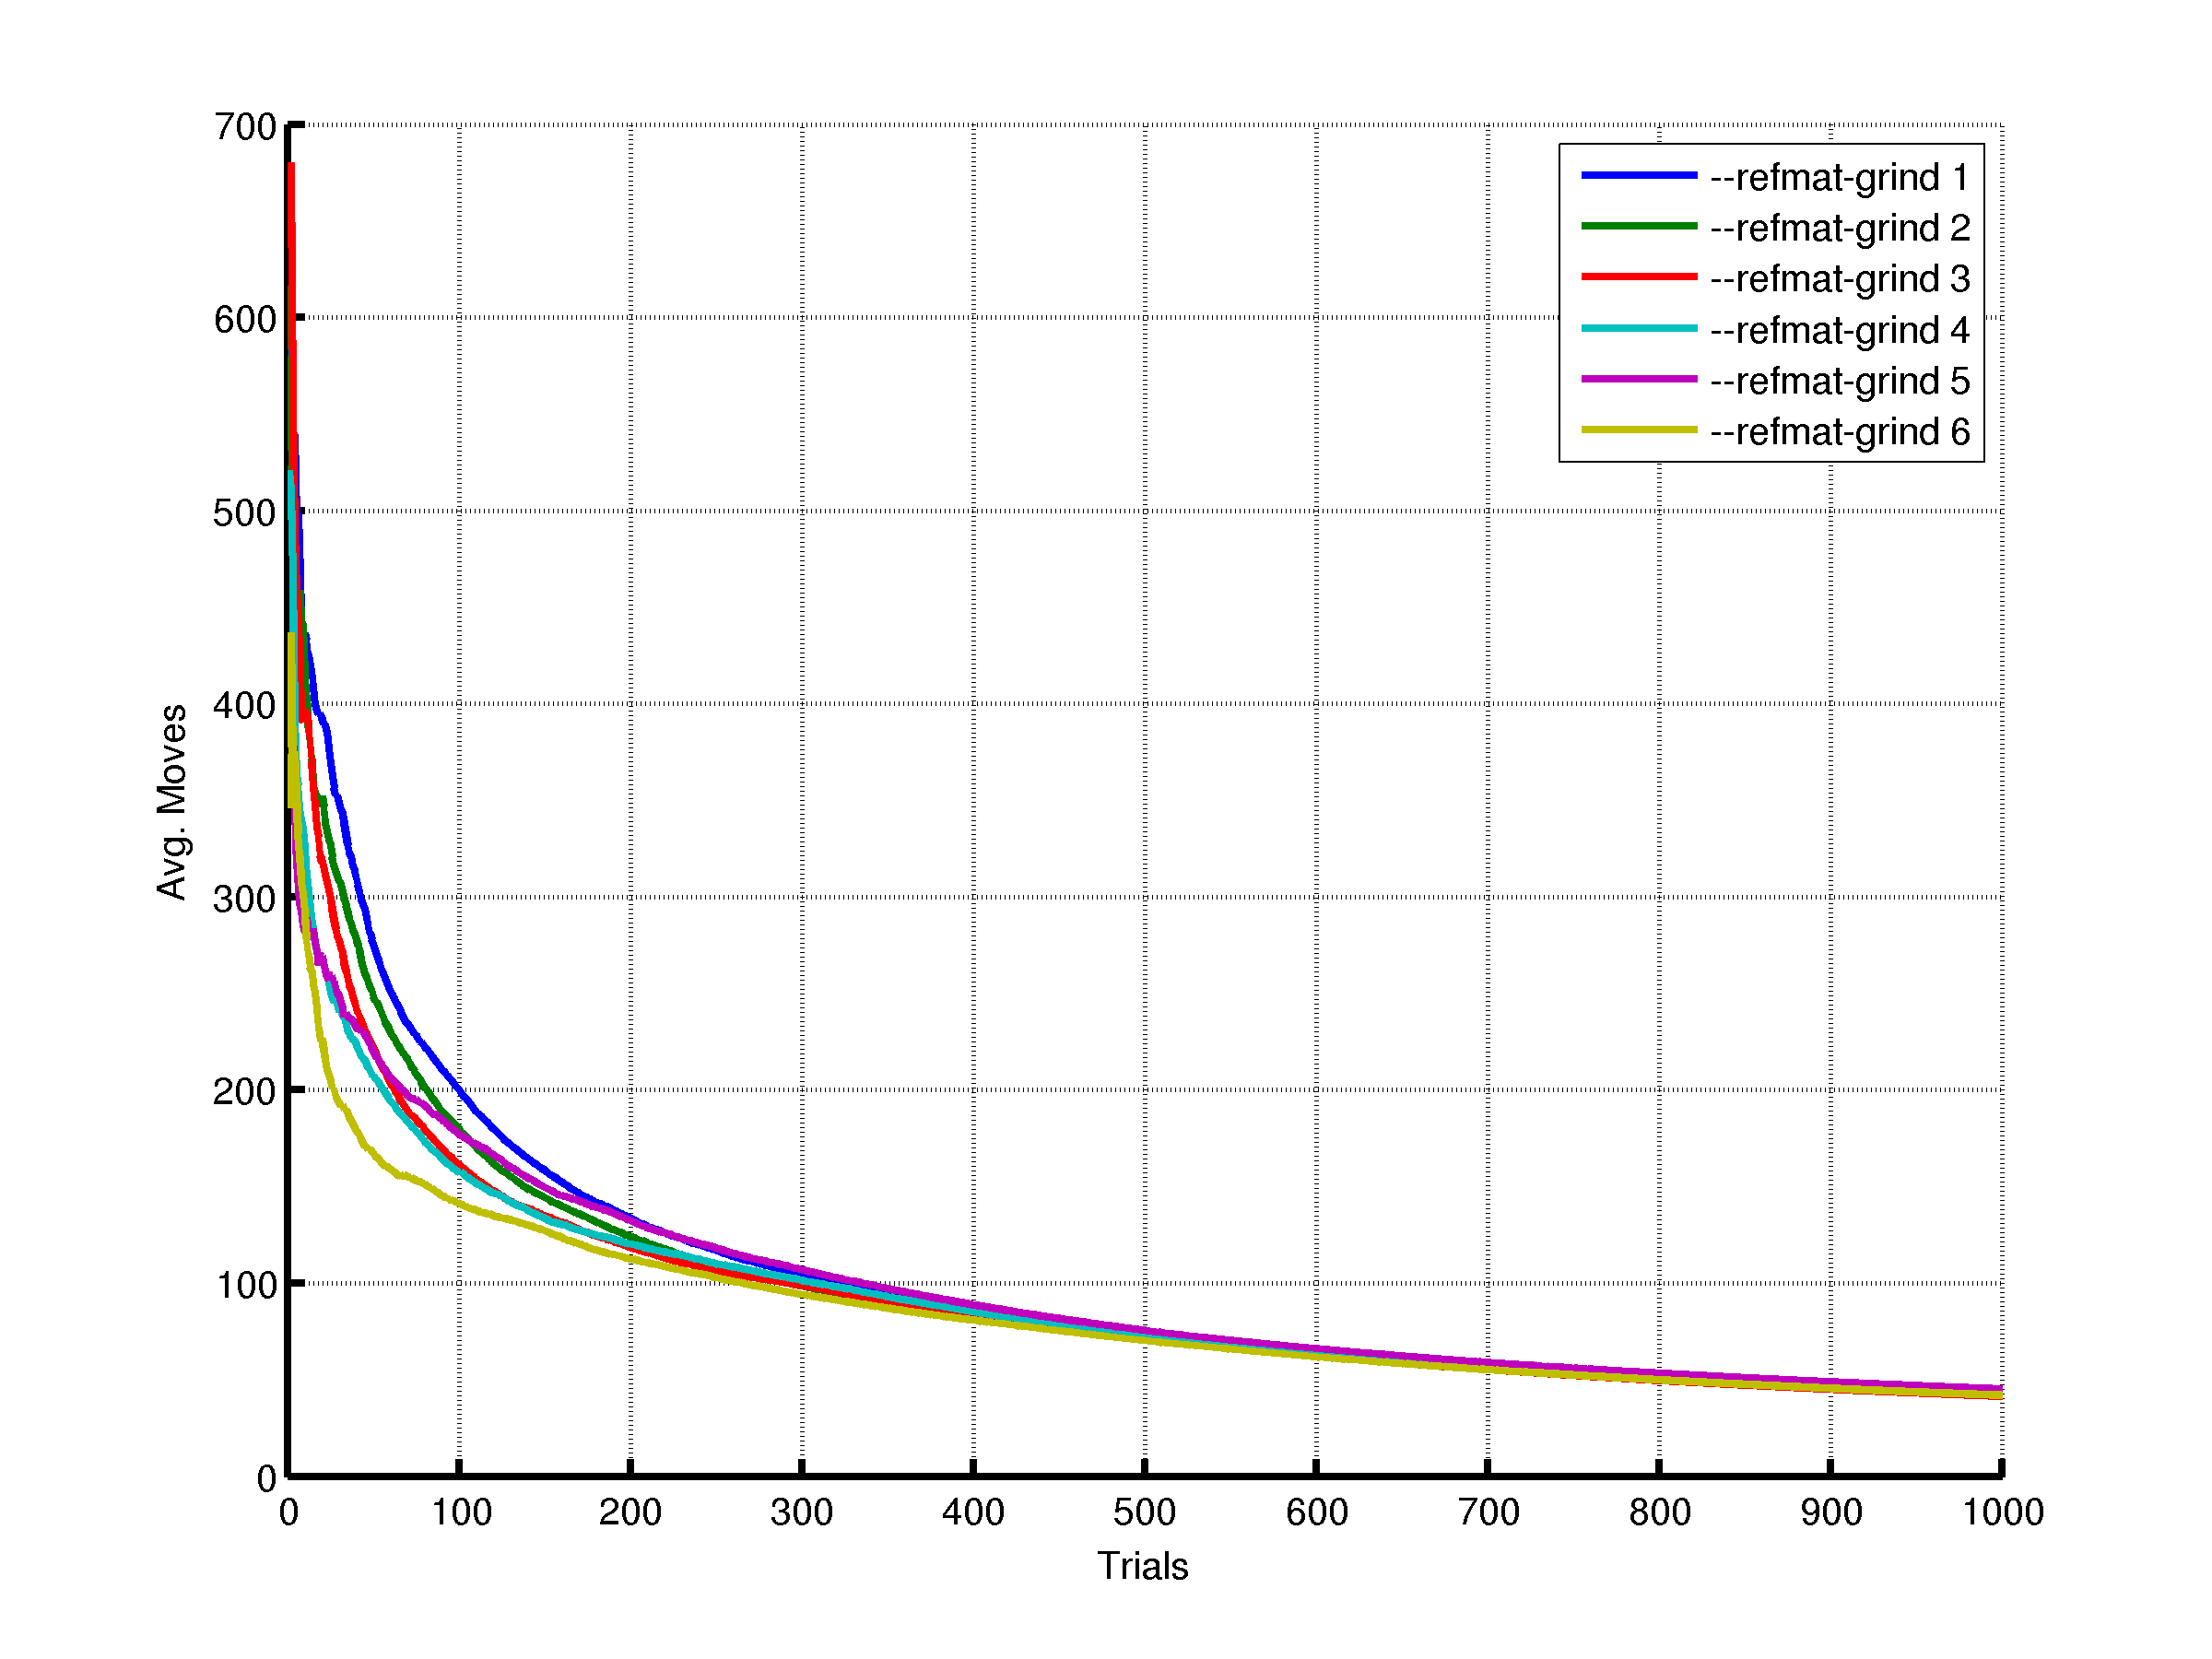 700
600
500
400
300
200
100
0
Avg. Moves
--refmat-grind 1
--refmat-grind 2
--refmat-grind 3
--refmat-grind 4
--refmat-grind 5
--refmat-grind 6
0 100 200 300 400 500 600 700 800 900 1000
Trials